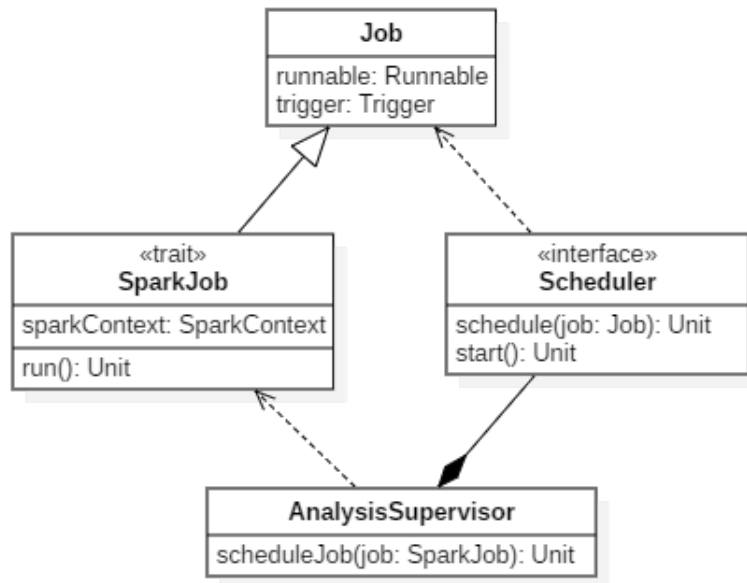 Job
runnable: Runnable
trigger: Trigger
«trait»
SparkJob
sparkContext: SparkContext
run(): Unit
«interface»
Scheduler
schedule(job: Job): Unit
start(): Unit
AnalysisSupervisor
scheduleJob(job: SparkJob): Unit